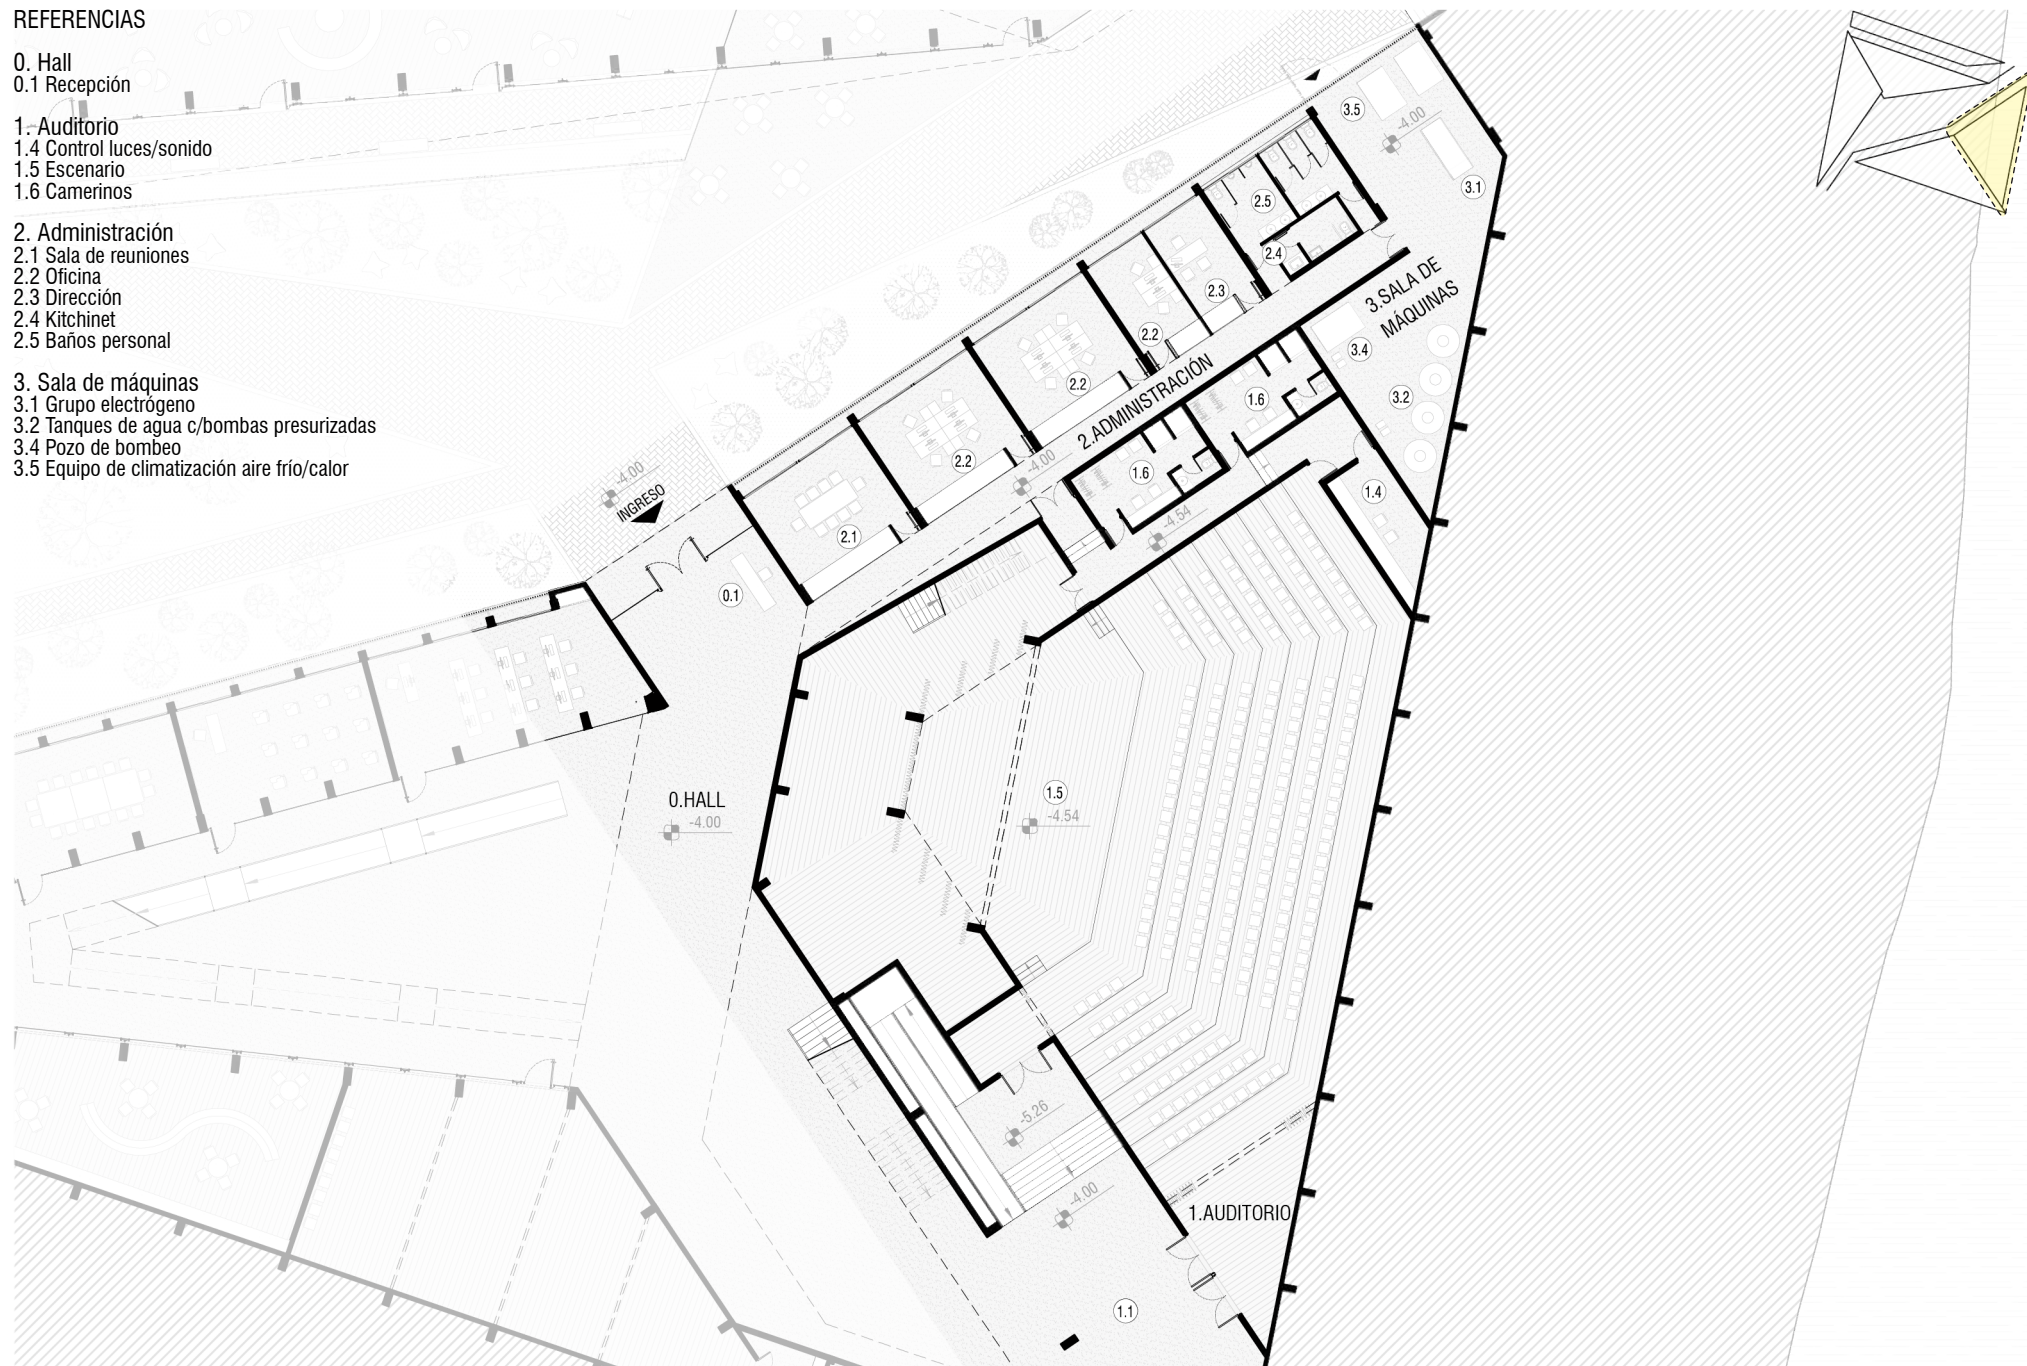 REFERENCIAS
0. Hall
0.1 Recepción
1. Auditorio
1.4 Control luces/sonido
1.5 Escenario
1.6 Camerinos
2. Administración
2.1 Sala de reuniones
2.2 Oficina
2.3 Dirección
2.4 Kitchinet
2.5 Baños personal
3. Sala de máquinas
3.1 Grupo electrógeno
3.2 Tanques de agua c/bombas presurizadas
3.4 Pozo de bombeo
3.5 Equipo de climatización aire frío/calor
3.5
-4.00
3.1
2.5
2.4
3.SALA DE
MÁQUINAS
2.3
2.2
3.4
2.2
3.2
1.6
2.ADMINISTRACIÓN
2.2
-4.00
1.6
1.4
-4.00
INGRESO
2.1
-4.54
0.1
0.HALL
-4.00
1.5
-4.54
-5.26
-4.00
1.AUDITORIO
1.1